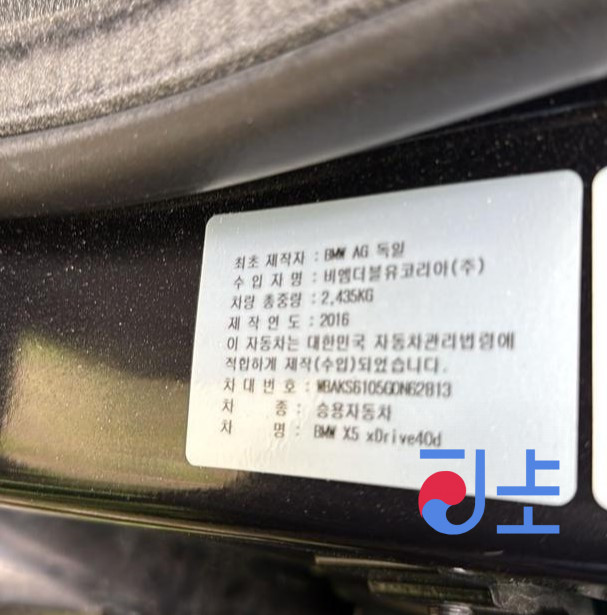 최초 제작자 : BMW AG 독일
수 입 자 명 : 비엠더블유코리아(주)
차량 총중량 : 2,435KG
제 작 연 도 : 2016
이 자동차는 대한민국 자동차관리법령에
적합하게 제작(수입)되었습니다.
차 대 번 호 : WBAKS6105G0N62813
차 종 : 승용자동차
차 명 : BMW X5 xDrive40d